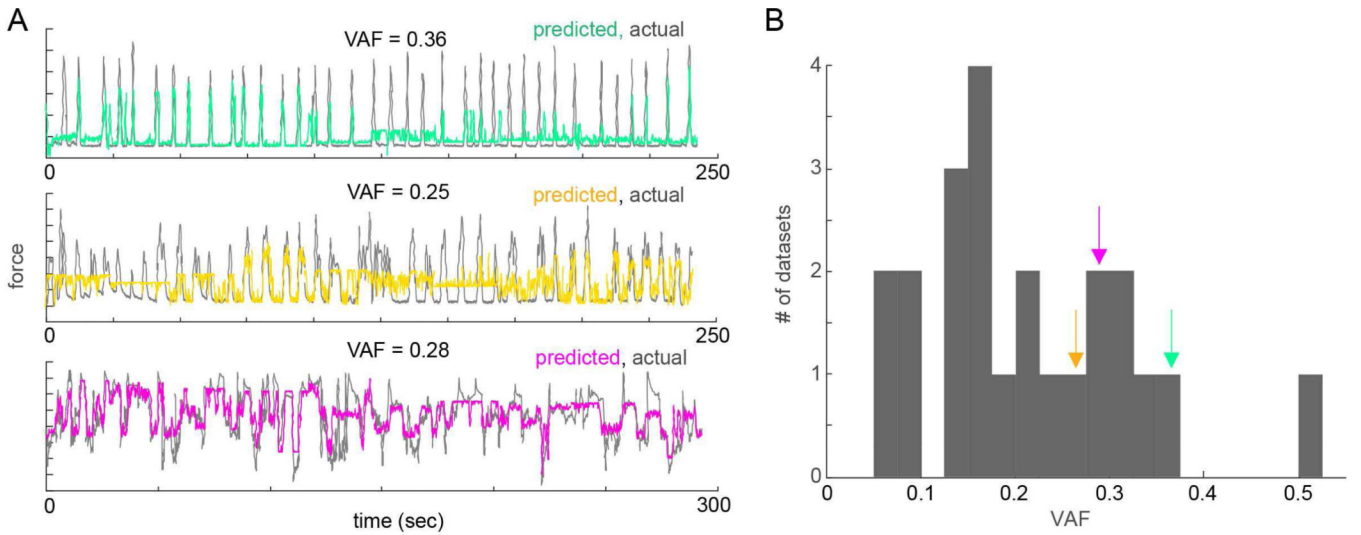 A
VAF = 0.36
predicted, actual
0
250
VAF = 0.25
predicted, actual
force
0
250
VAF = 0.28
predicted, actual
0
300
time (sec)
B
4
3
2
1
0
# of datasets
0
0.1
0.2
0.3
0.4
0.5
VAF